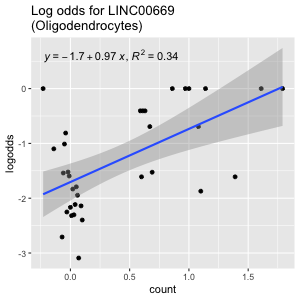 Log odds for LINC00669
(Oligodendrocytes)
y = −1.7 + 0.97 x, R² = 0.34
0
-1
-2
-3
logodds
0.0 0.5 1.0 1.5
count